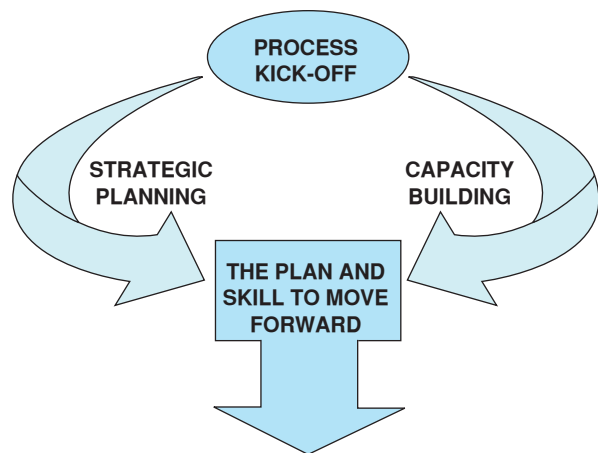 PROCESS
KICK-OFF
STRATEGIC
PLANNING
CAPACITY
BUILDING
THE PLAN AND
SKILL TO MOVE
FORWARD